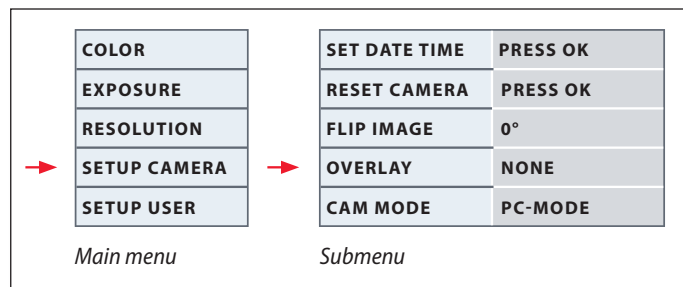 COLOR
EXPOSURE
RESOLUTION
SETUP CAMERA
SETUP USER
Main menu
SET DATE TIME PRESS OK
RESET CAMERA PRESS OK
FLIP IMAGE 0°
OVERLAY NONE
CAM MODE PC-MODE
Submenu